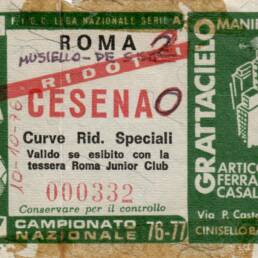 F.I.G.C. LEGA NAZIONALE SERIE A
ROMA 2
MUSIELLO - DE
RIDOTTI
CESENA 0
10-10-76
Curve Rid. Speciali
Valido se esibito con la
tessera Roma Junior Club
000332
Conservare per il controllo
CAMPIONATO
NAZIONALE 76-77
GRATTACIELO
MANI
ARTICO
FERRA
CASAL
Via P. Caste
CINISELLO BA